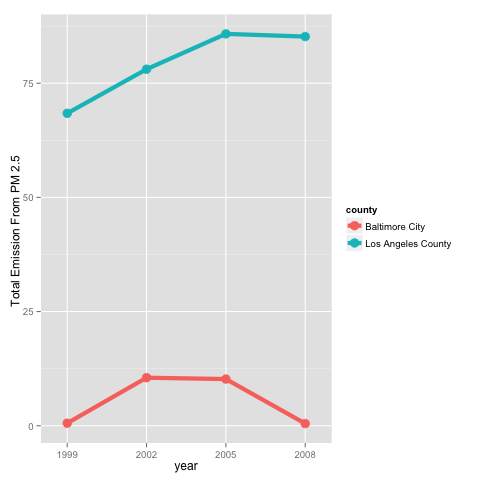 Total Emission From PM 2.5
75
50
25
0
1999 2002 2005 2008
year
county
Baltimore City
Los Angeles County